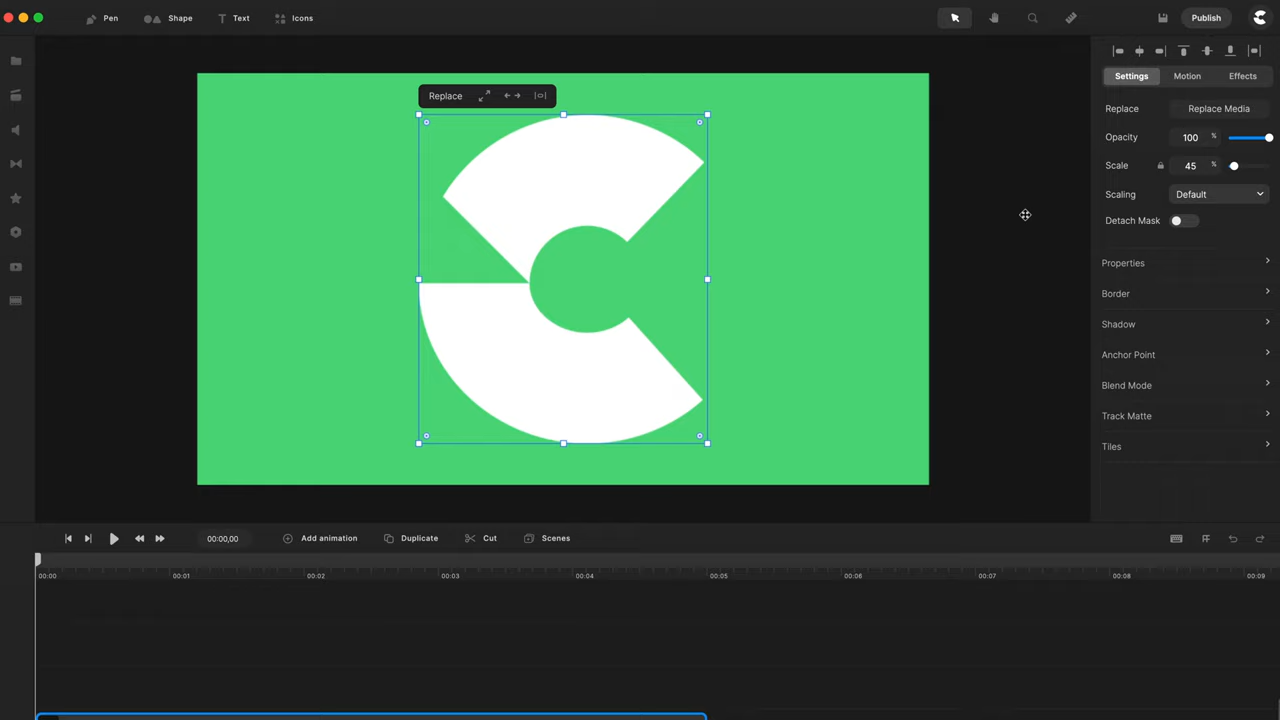 Pen Shape Text Icons Publish
Replace
Settings Motion Effects
Replace Replace Media
Opacity 100 %
Scale 45 %
Scaling Default
Detach Mask
Properties
Border
Shadow
Anchor Point
Blend Mode
Track Matte
Tiles
00:00,00 Add animation Duplicate Cut Scenes
00:00 00:01 00:02 00:03 00:04 00:05 00:06 00:07 00:08 00:09